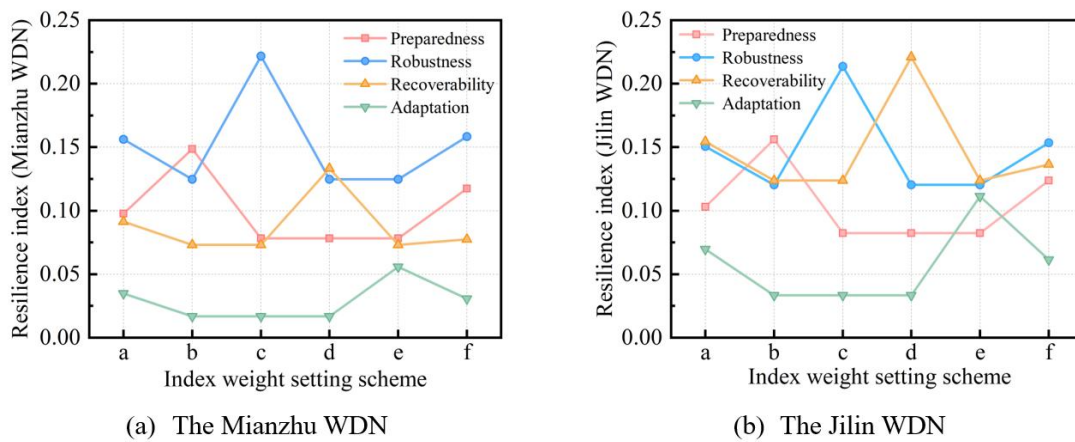 Resilience index (Mianzhu WDN)
0.25
0.20
0.15
0.10
0.05
0.00
Preparedness
Robustness
Recoverability
Adaptation
a b c d e f
Index weight setting scheme
(a) The Mianzhu WDN
Resilience index (Jilin WDN)
0.25
0.20
0.15
0.10
0.05
0.00
Preparedness
Robustness
Recoverability
Adaptation
a b c d e f
Index weight setting scheme
(b) The Jilin WDN